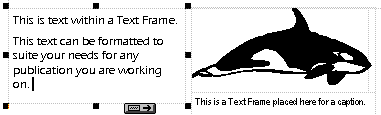 This is text within a Text Frame.
This text can be formatted to
suite your needs for any
publication you are working
on.
This is a Text Frame placed here for a caption.